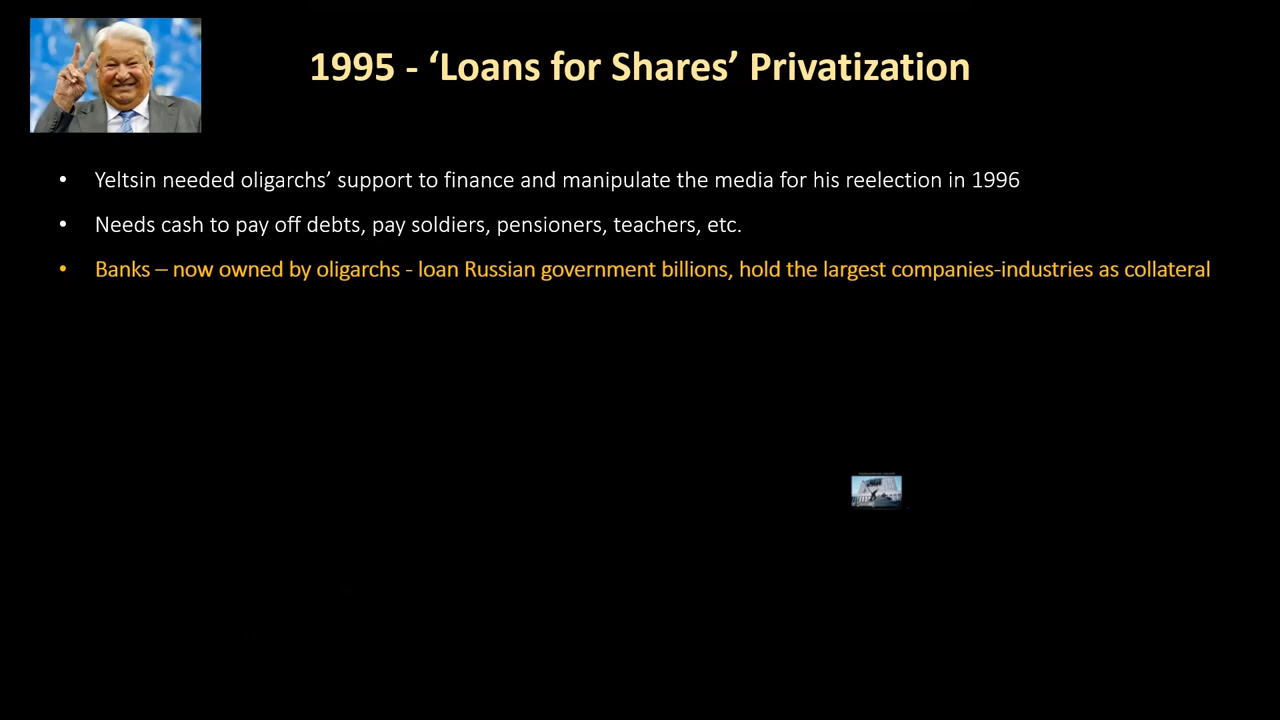 1995 - ‘Loans for Shares’ Privatization
• Yeltsin needed oligarchs’ support to finance and manipulate the media for his reelection in 1996
• Needs cash to pay off debts, pay soldiers, pensioners, teachers, etc.
• Banks – now owned by oligarchs - loan Russian government billions, hold the largest companies-industries as collateral